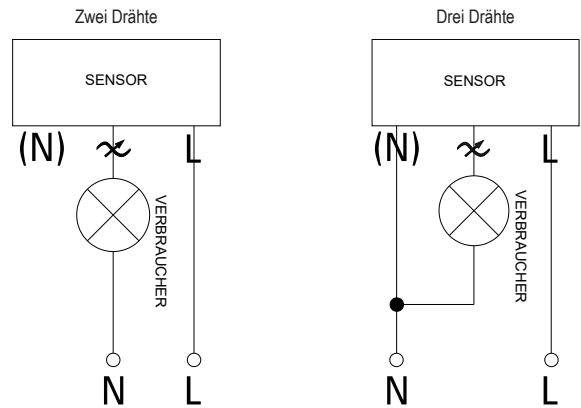 Zwei Drähte
SENSOR
(N) L
VERBRAUCHER
N L
Drei Drähte
SENSOR
(N) L
VERBRAUCHER
N L